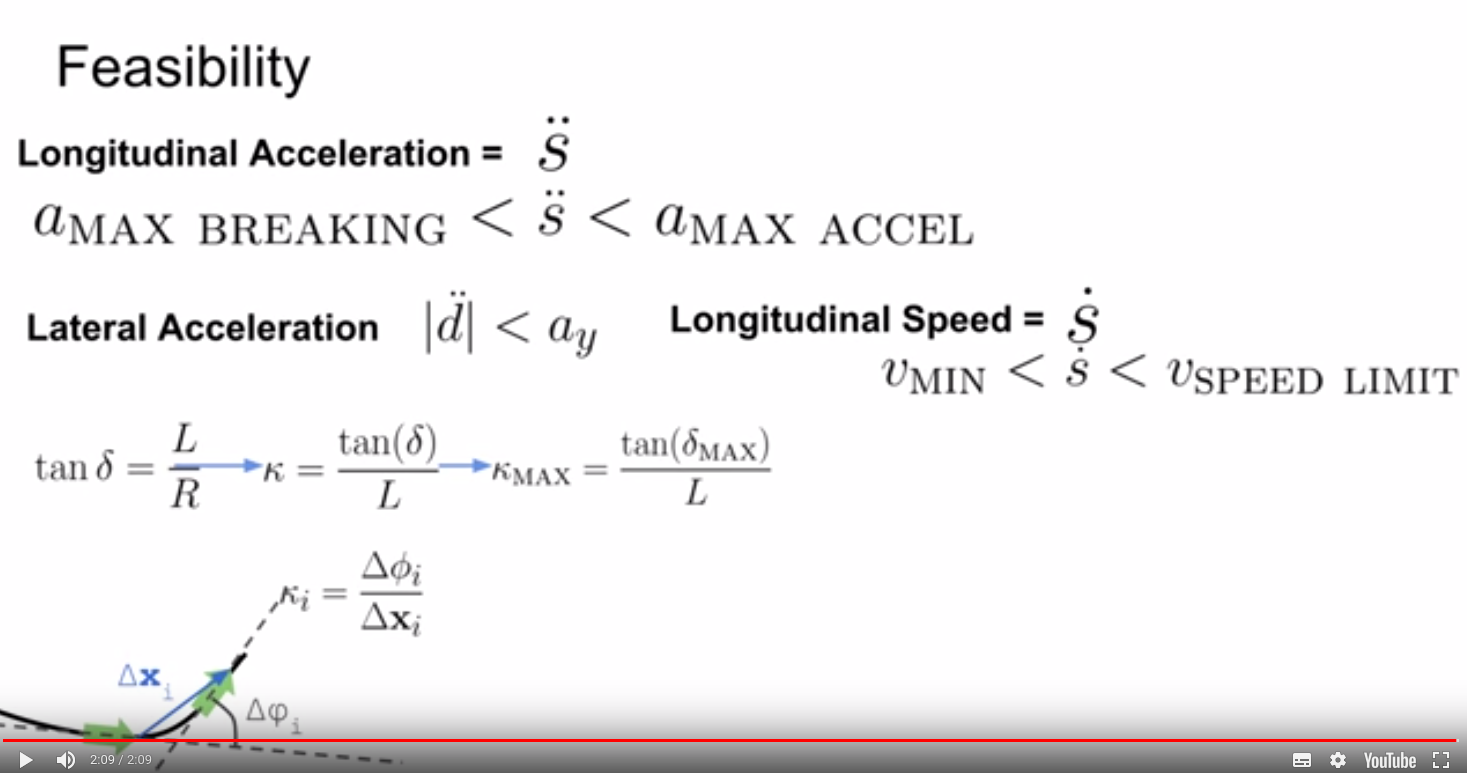 Feasibility
Longitudinal Acceleration = s̈
a_MAX BREAKING < s̈ < a_MAX ACCEL
Lateral Acceleration |d̈| < a_y
Longitudinal Speed = ṡ
v_MIN < ṡ < v_SPEED LIMIT
tan δ = L/R → κ = tan(δ)/L → κ_MAX = tan(δ_MAX)/L
κ_i = Δϕ_i/Δx_i
Δx_i
Δφ_i
2:09 / 2:09
YouTube